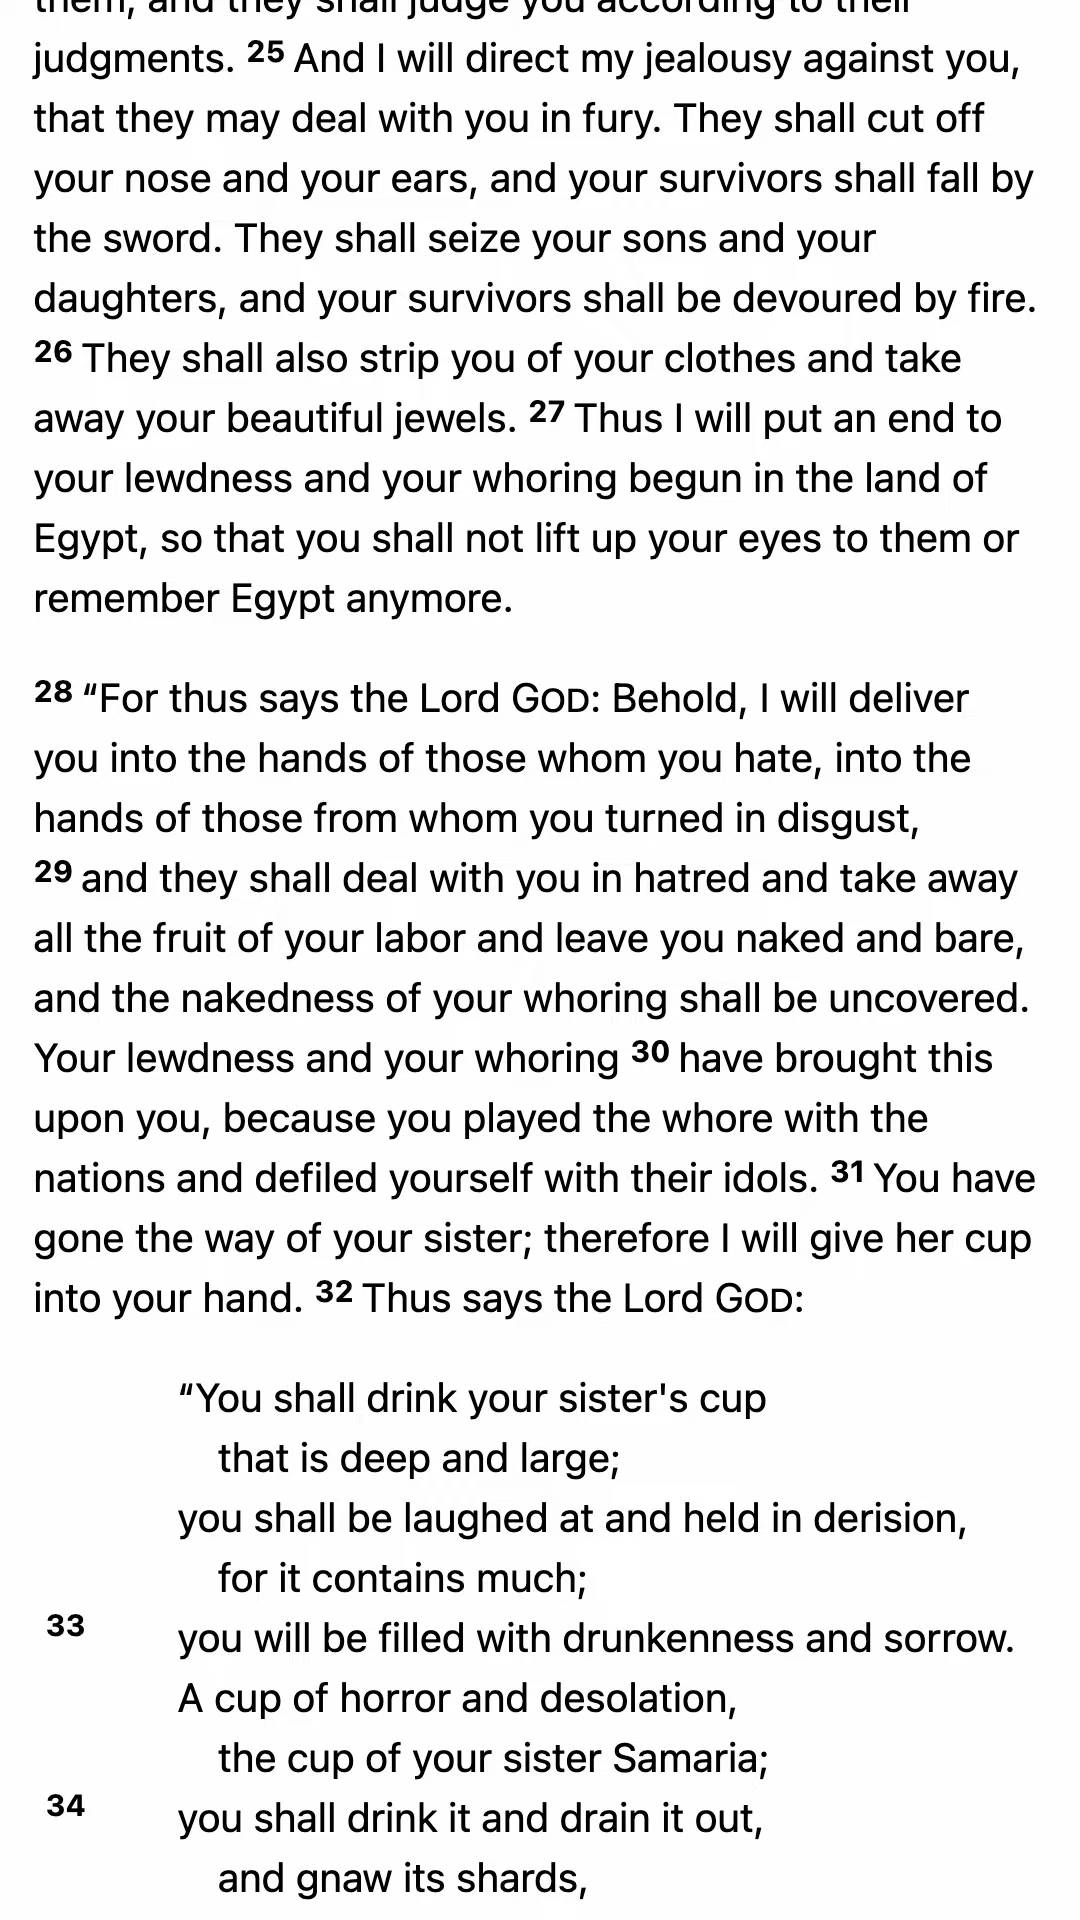 them, and they shall judge you according to their
judgments. 25 And I will direct my jealousy against you,
that they may deal with you in fury. They shall cut off
your nose and your ears, and your survivors shall fall by
the sword. They shall seize your sons and your
daughters, and your survivors shall be devoured by fire.
26 They shall also strip you of your clothes and take
away your beautiful jewels. 27 Thus I will put an end to
your lewdness and your whoring begun in the land of
Egypt, so that you shall not lift up your eyes to them or
remember Egypt anymore.
28 “For thus says the Lord GOD: Behold, I will deliver
you into the hands of those whom you hate, into the
hands of those from whom you turned in disgust,
29 and they shall deal with you in hatred and take away
all the fruit of your labor and leave you naked and bare,
and the nakedness of your whoring shall be uncovered.
Your lewdness and your whoring 30 have brought this
upon you, because you played the whore with the
nations and defiled yourself with their idols. 31 You have
gone the way of your sister; therefore I will give her cup
into your hand. 32 Thus says the Lord GOD:
“You shall drink your sister's cup
that is deep and large;
you shall be laughed at and held in derision,
for it contains much;
33 you will be filled with drunkenness and sorrow.
A cup of horror and desolation,
the cup of your sister Samaria;
34 you shall drink it and drain it out,
and gnaw its shards,